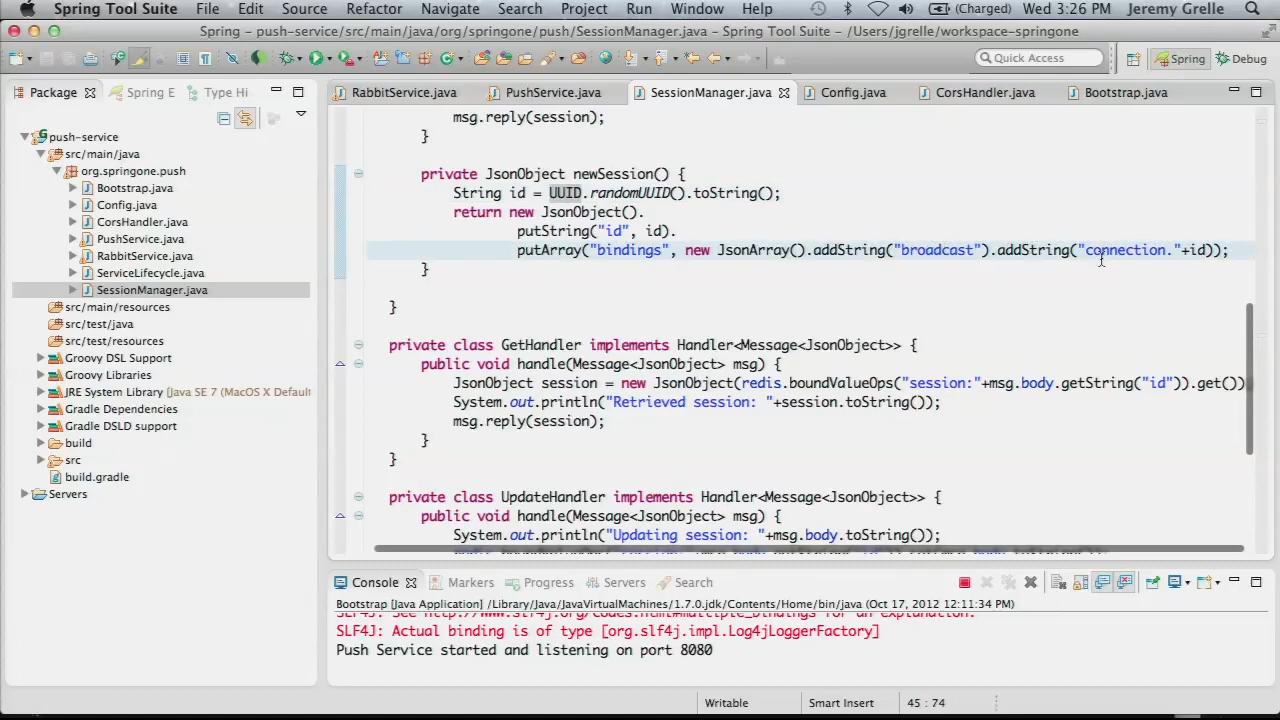 Spring Tool Suite File Edit Source Refactor Navigate Search Project Run Window Help (Charged) Wed 3:26 PM Jeremy Grelle
Spring – push-service/src/main/java/org/springone/push/SessionManager.java – Spring Tool Suite – /Users/jgrelle/workspace-springone
Quick Access Spring Debug
Package Spring E Type Hi
RabbitService.java PushService.java SessionManager.java Config.java CorsHandler.java Bootstrap.java
push-service
src/main/java
org.springone.push
Bootstrap.java
Config.java
CorsHandler.java
PushService.java
RabbitService.java
ServiceLifecycle.java
SessionManager.java
src/main/resources
src/test/java
src/test/resources
Groovy DSL Support
Groovy Libraries
JRE System Library [Java SE 7 (MacOS X Default
Gradle Dependencies
Gradle DSLD support
build
src
build.gradle
Servers
msg.reply(session);
}
private JsonObject newSession() {
String id = UUID.randomUUID().toString();
return new JsonObject().
putString("id", id).
putArray("bindings", new JsonArray().addString("broadcast").addString("connection."+id));
}
}
private class GetHandler implements Handler<Message<JsonObject>> {
public void handle(Message<JsonObject> msg) {
JsonObject session = new JsonObject(redis.boundValueOps("session:"+msg.body.getString("id")).get())
System.out.println("Retrieved session: "+session.toString());
msg.reply(session);
}
}
private class UpdateHandler implements Handler<Message<JsonObject>> {
public void handle(Message<JsonObject> msg) {
System.out.println("Updating session: "+msg.body.toString());
Console Markers Progress Servers Search
Bootstrap [Java Application] /Library/Java/JavaVirtualMachines/1.7.0.jdk/Contents/Home/bin/java (Oct 17, 2012 12:11:34 PM)
SLF4J: See http://www.slf4j.org/codes.html#multiple_bindings for an explanation.
SLF4J: Actual binding is of type [org.slf4j.impl.Log4jLoggerFactory]
Push Service started and listening on port 8080
Writable Smart Insert 45 : 74